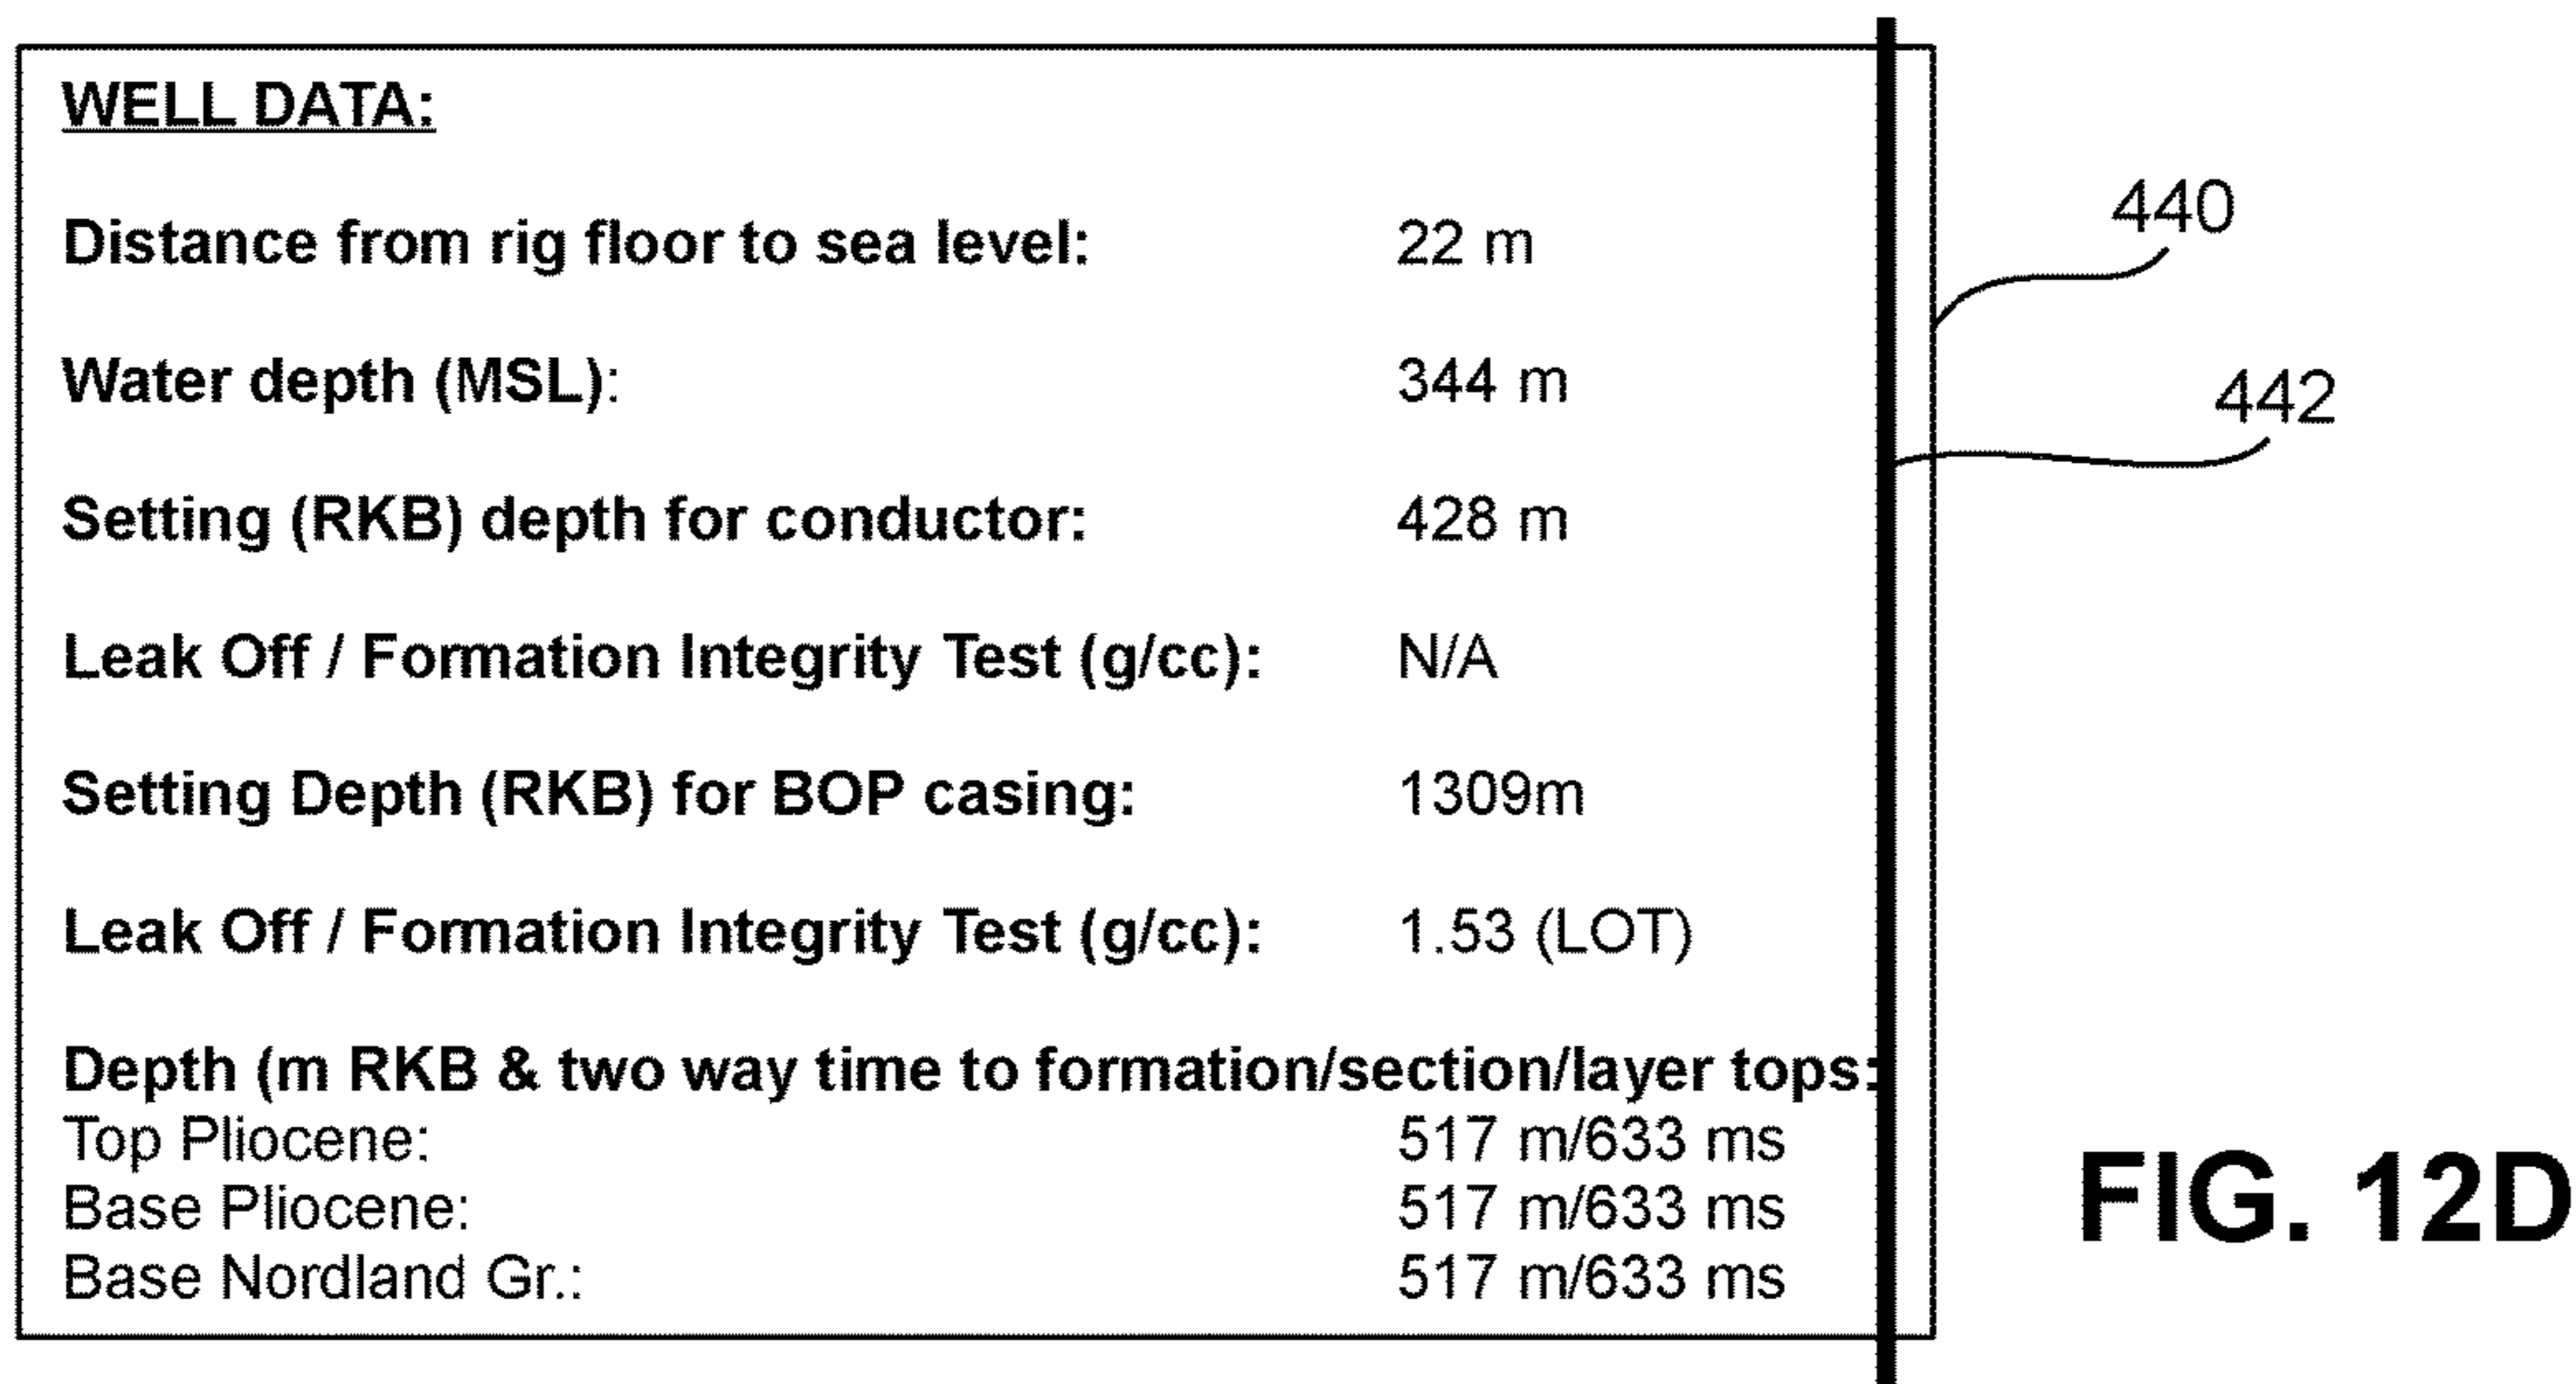 WELL DATA:
Distance from rig floor to sea level: 22 m
440
Water depth (MSL): 344 m
442
Setting (RKB) depth for conductor: 428 m
Leak Off / Formation Integrity Test (g/cc): N/A
Setting Depth (RKB) for BOP casing: 1309m
Leak Off / Formation Integrity Test (g/cc): 1.53 (LOT)
Depth (m RKB & two way time to formation/section/layer tops:
Top Pliocene: 517 m/633 ms
Base Pliocene: 517 m/633 ms
Base Nordland Gr.: 517 m/633 ms
FIG. 12D